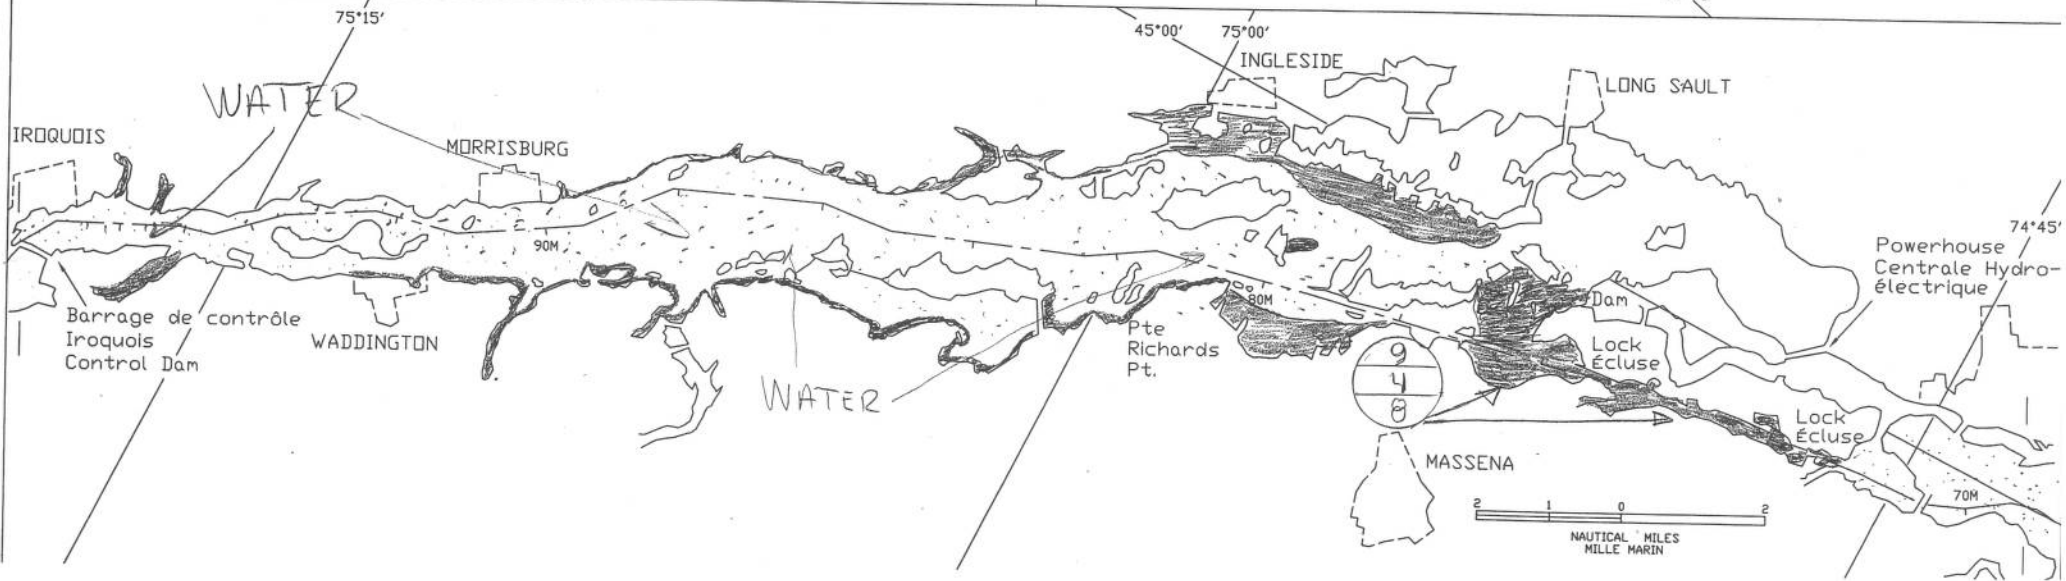 75°15'
45°00'
75°00'
INGLESIDE
LONG SAULT
WATER
IROQUOIS
MORRISBURG
74°45'
90M
Powerhouse
Centrale Hydro-
électrique
80M
Dam
Barrage de contrôle
Iroquois
Control Dam
WADDINGTON
Pte
Richards
Pt.
Lock
Écluse
9
4
8
WATER
Lock
Écluse
MASSENA
70M
2 1 0 2
NAUTICAL MILES
MILLE MARIN